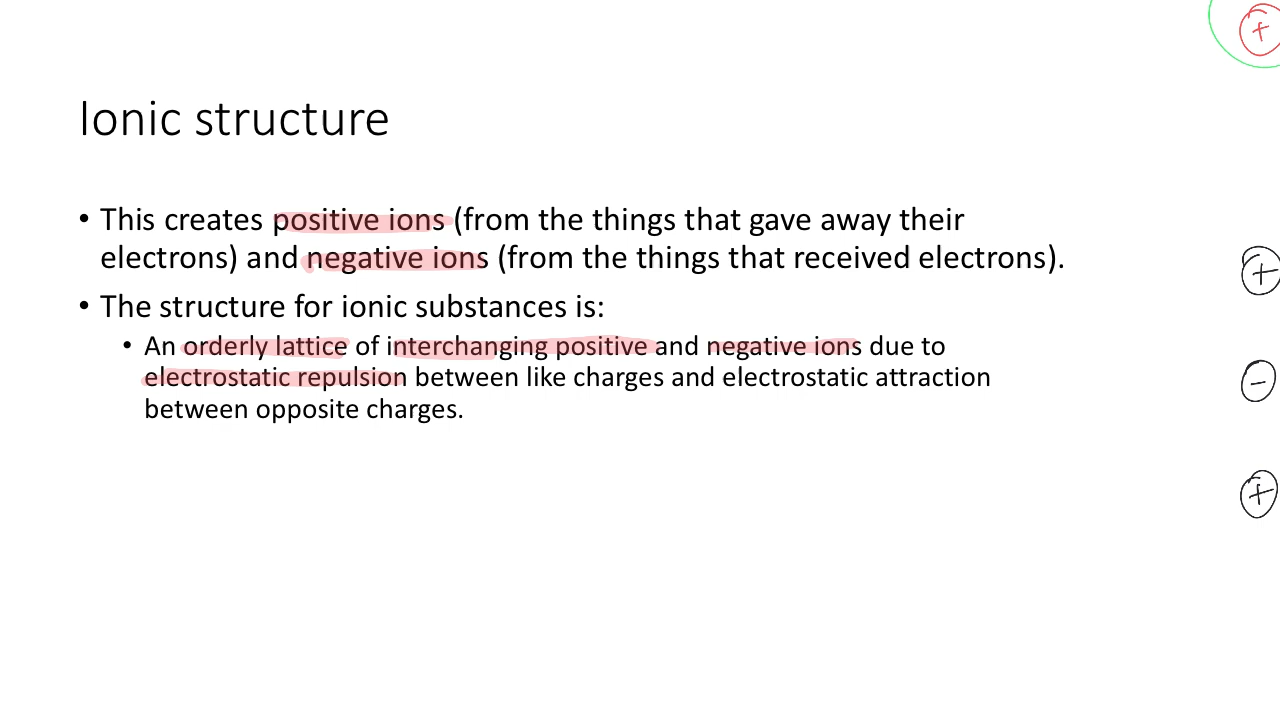 +
Ionic structure
• This creates positive ions (from the things that gave away their
electrons) and negative ions (from the things that received electrons).
+
• The structure for ionic substances is:
• An orderly lattice of interchanging positive and negative ions due to
electrostatic repulsion between like charges and electrostatic attraction
−
between opposite charges.
+